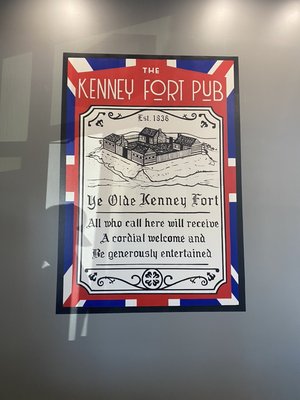 THE
KENNEY FORT PUB
Est. 1836
Ye Olde Kenney Fort
All who call here will receive
A cordial welcome and
Be generously entertained